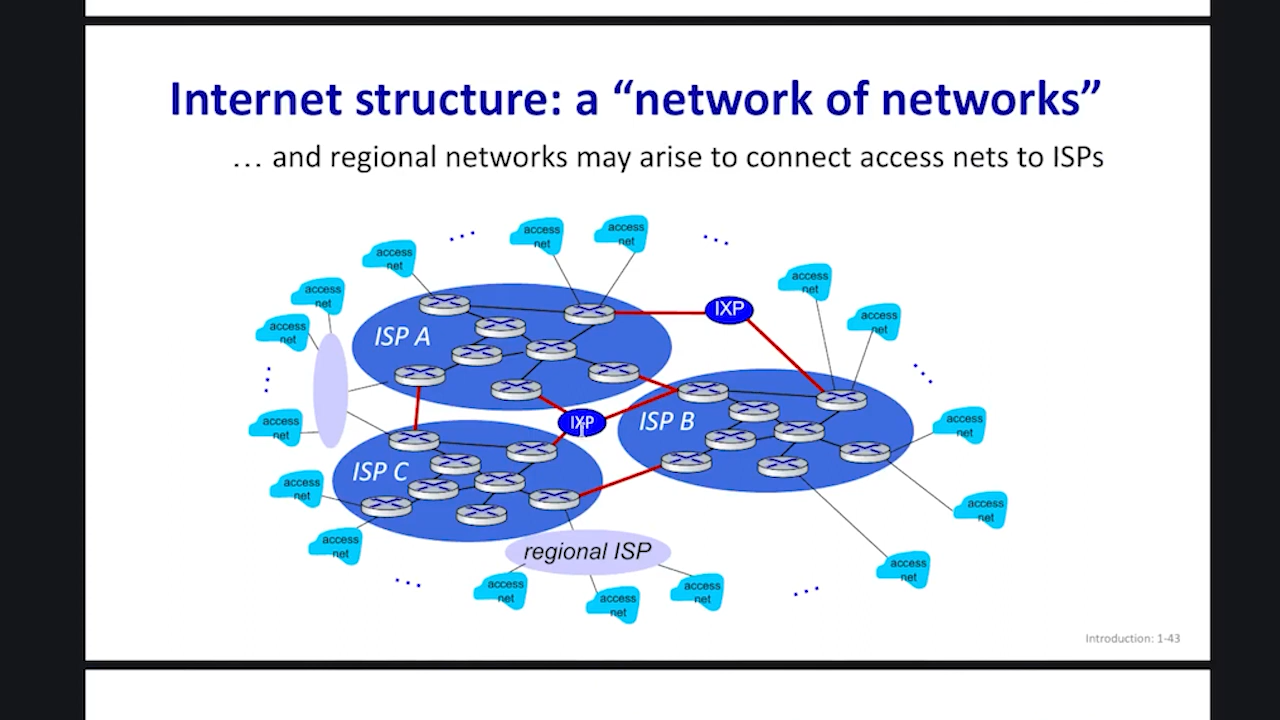 Internet structure: a “network of networks”
… and regional networks may arise to connect access nets to ISPs
access
net
access
net
access
net
access
net
access
net
access
net
access
net
IXP
ISP A
access
net
ISP B
IXP
access
net
access
net
ISP C
access
net
access
net
access
net
regional ISP
access
net
access
net
access
net
access
net
Introduction: 1-43